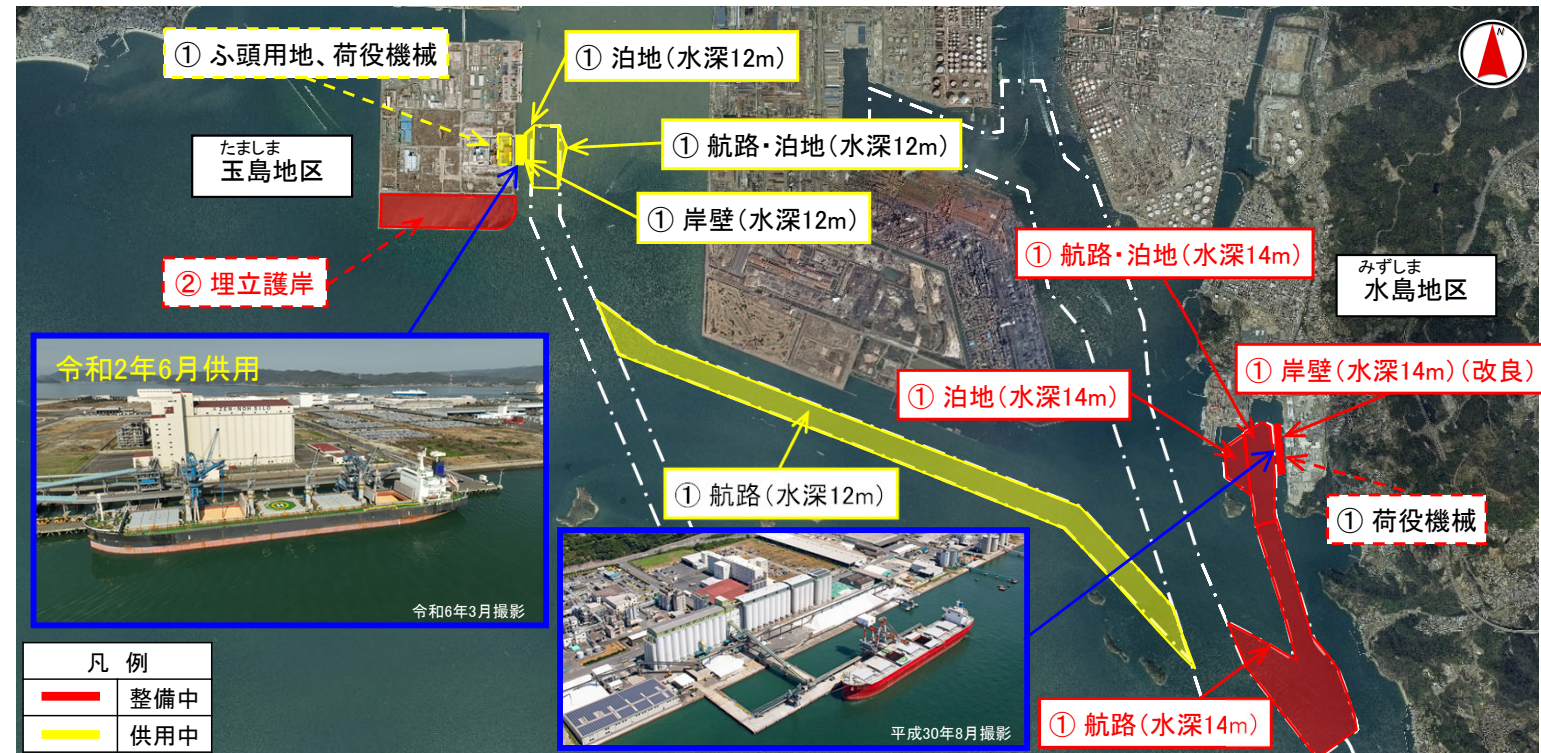 ① ふ頭用地、荷役機械
① 泊地(水深12m)
N
たましま
玉島地区
① 航路・泊地(水深12m)
① 岸壁(水深12m)
② 埋立護岸
① 航路・泊地(水深14m)
みずしま
水島地区
令和2年6月供用
ZEN-NOH SILO
令和6年3月撮影
① 泊地(水深14m)
① 岸壁(水深14m)(改良)
① 航路(水深12m)
① 荷役機械
平成30年8月撮影
① 航路(水深14m)
凡 例
整備中
供用中